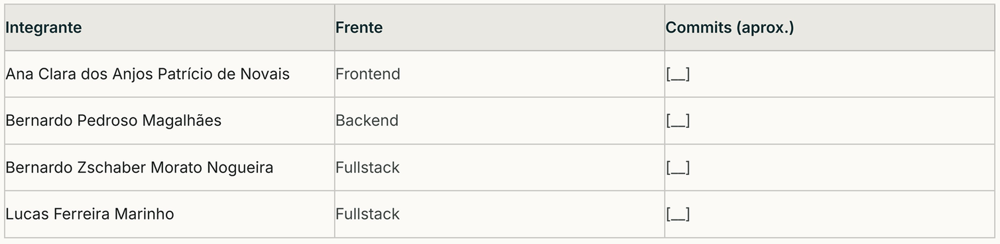 Integrante Frente Commits (aprox.)
Ana Clara dos Anjos Patrício de Novais Frontend [__]
Bernardo Pedroso Magalhães Backend [__]
Bernardo Zschaber Morato Nogueira Fullstack [__]
Lucas Ferreira Marinho Fullstack [__]